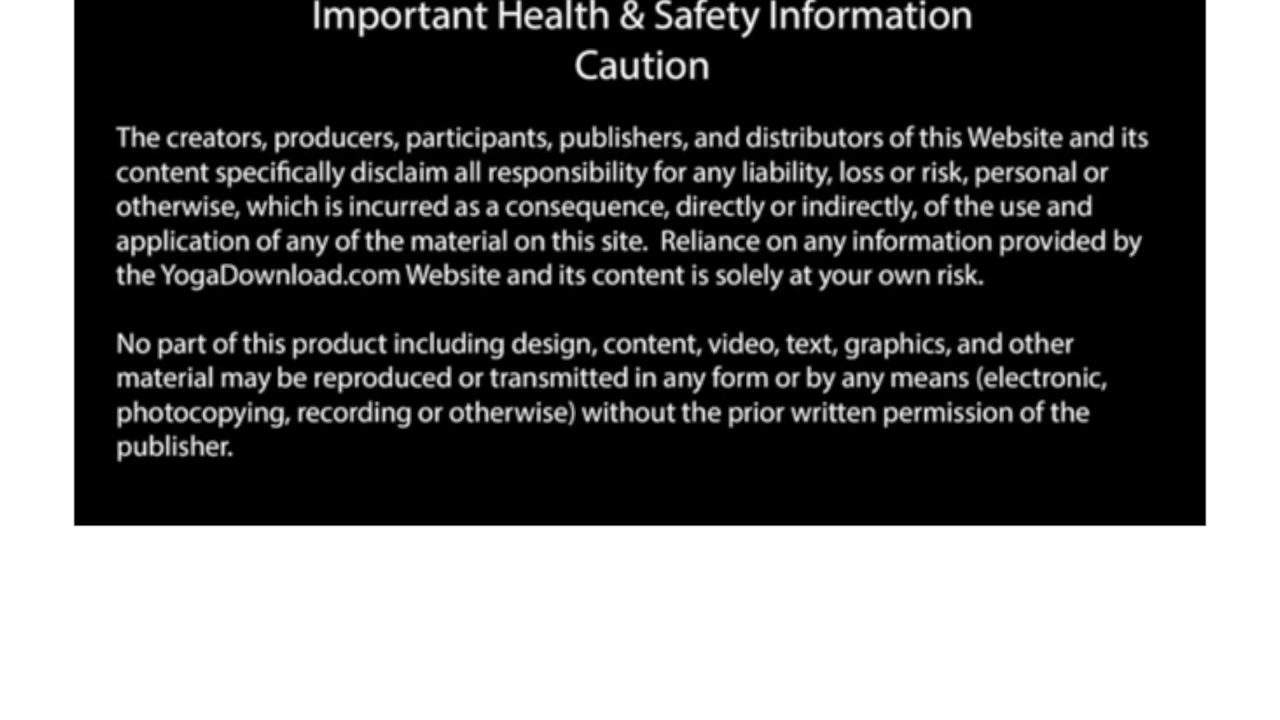 Important Health & Safety Information
Caution
The creators, producers, participants, publishers, and distributors of this Website and its
content specifically disclaim all responsibility for any liability, loss or risk, personal or
otherwise, which is incurred as a consequence, directly or indirectly, of the use and
application of any of the material on this site.  Reliance on any information provided by
the YogaDownload.com Website and its content is solely at your own risk.
No part of this product including design, content, video, text, graphics, and other
material may be reproduced or transmitted in any form or by any means (electronic,
photocopying, recording or otherwise) without the prior written permission of the
publisher.